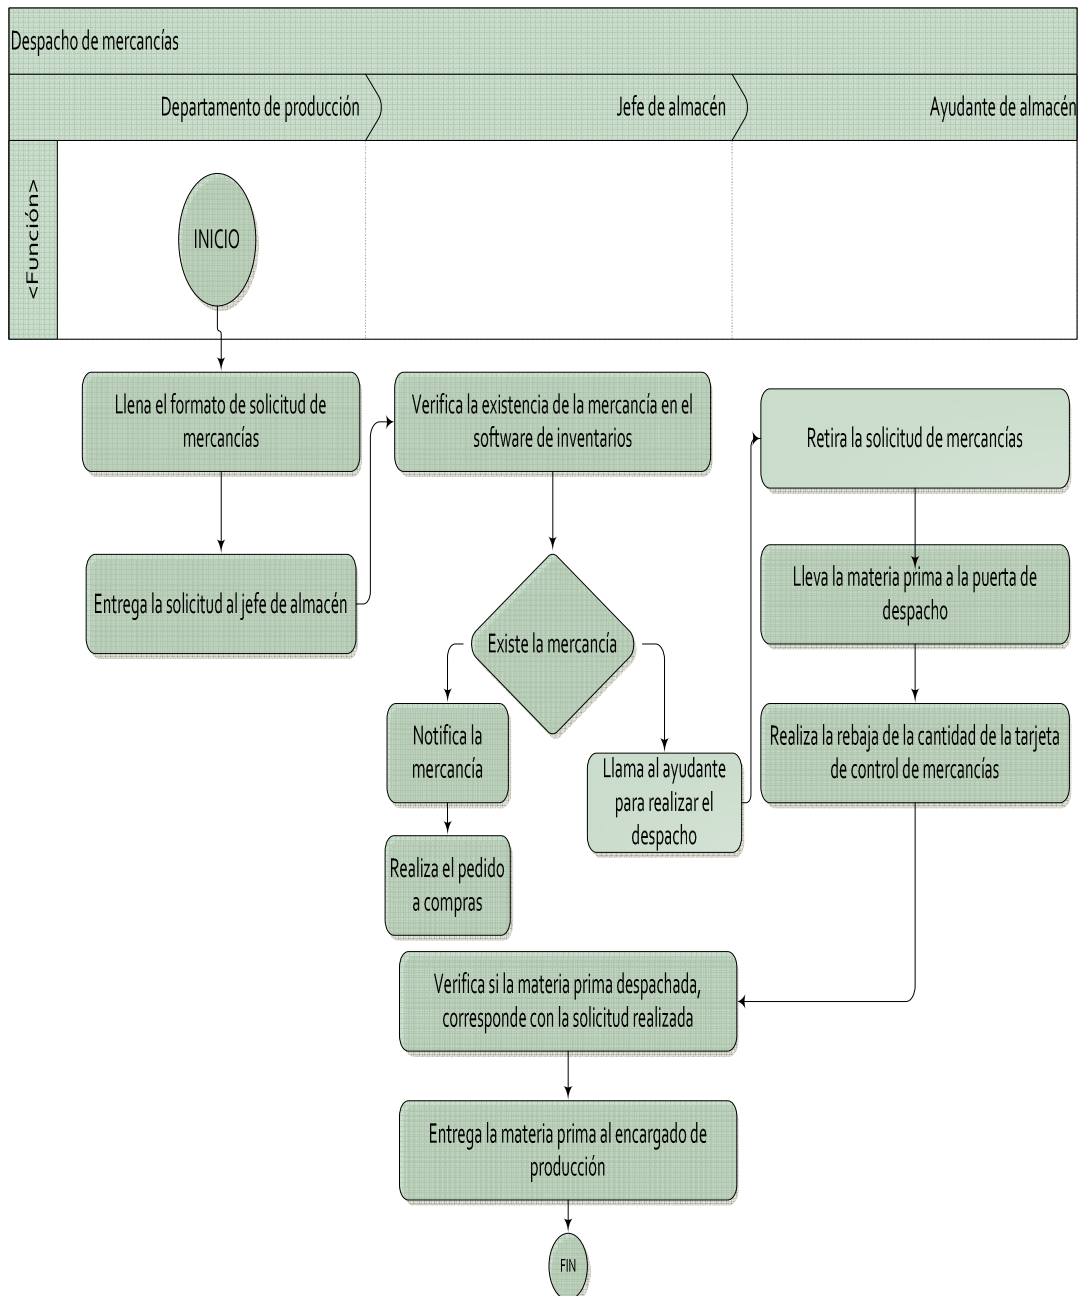 Despacho de mercancías
Departamento de producción
Jefe de almacén
Ayudante de almacén
<Función>
INICIO
Llena el formato de solicitud de
mercancías
Entrega la solicitud al jefe de almacén
Verifica la existencia de la mercancía en el
software de inventarios
Existe la mercancía
Notifica la
mercancía
Realiza el pedido
a compras
Llama al ayudante
para realizar el
despacho
Retira la solicitud de mercancías
Lleva la materia prima a la puerta de
despacho
Realiza la rebaja de la cantidad de la tarjeta
de control de mercancías
Verifica si la materia prima despachada,
corresponde con la solicitud realizada
Entrega la materia prima al encargado de
producción
FIN